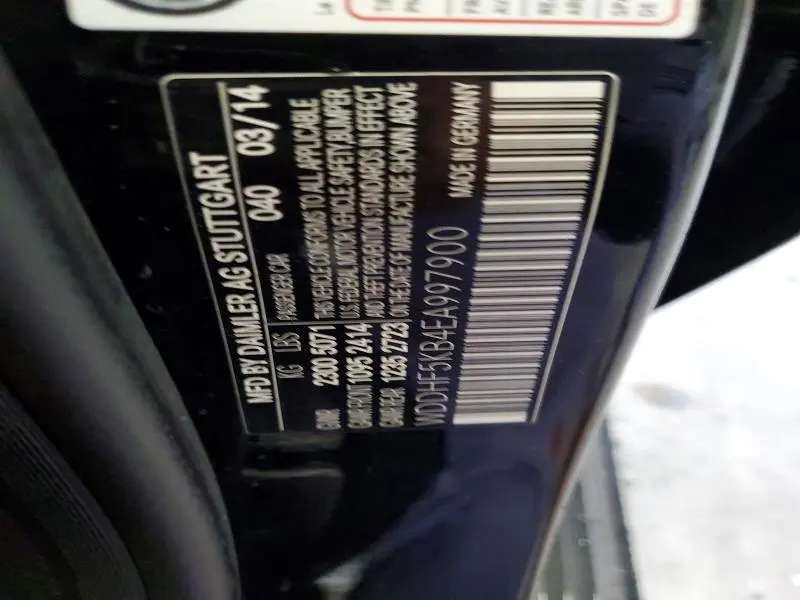 MFD BY DAIMLER AG STUTTGART
PASSENGER CAR 040 03/14
KG LBS
GVWR 2300 5071
GAWR FRONT 1095 2414
GAWR REAR 1235 2723
THIS VEHICLE CONFORMS TO ALL APPLICABLE
U.S. FEDERAL MOTOR VEHICLE SAFETY, BUMPER
AND THEFT PREVENTION STANDARDS IN EFFECT
ON THE DATE OF MANUFACTURE SHOWN ABOVE
WDDHF5KB4EA997900
MADE IN GERMANY